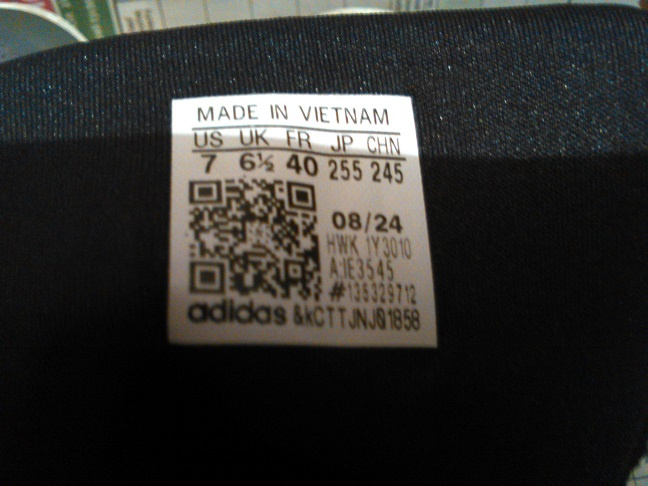 MADE IN VIETNAM
US UK FR JP CHN
7 6½ 40 255 245
08/24
HWK 1Y3010
A:IE3545
#135329712
adidas &kCTTJNJ01858